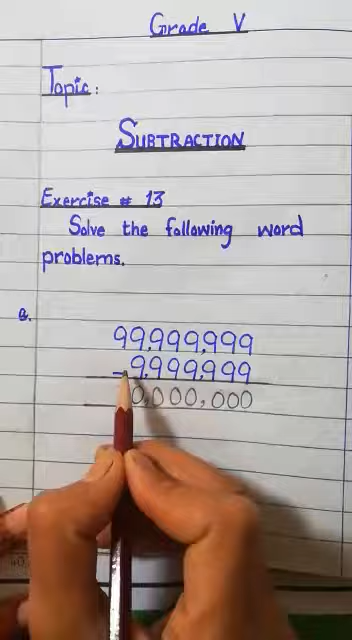 Grade V
Topic:
SUBTRACTION
Exercise # 13
Solve the following word
problems.
a.
99,999,999
- 9,999,999
0,000,000